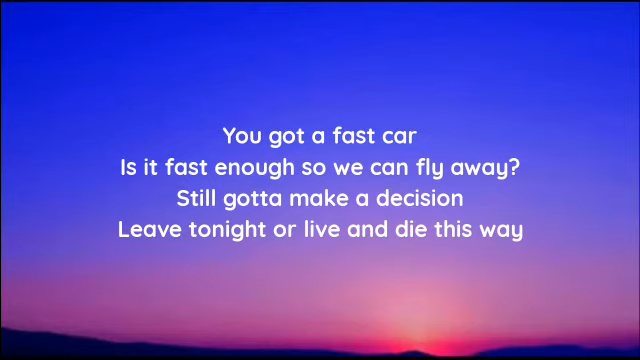 You got a fast car
Is it fast enough so we can fly away?
Still gotta make a decision
Leave tonight or live and die this way